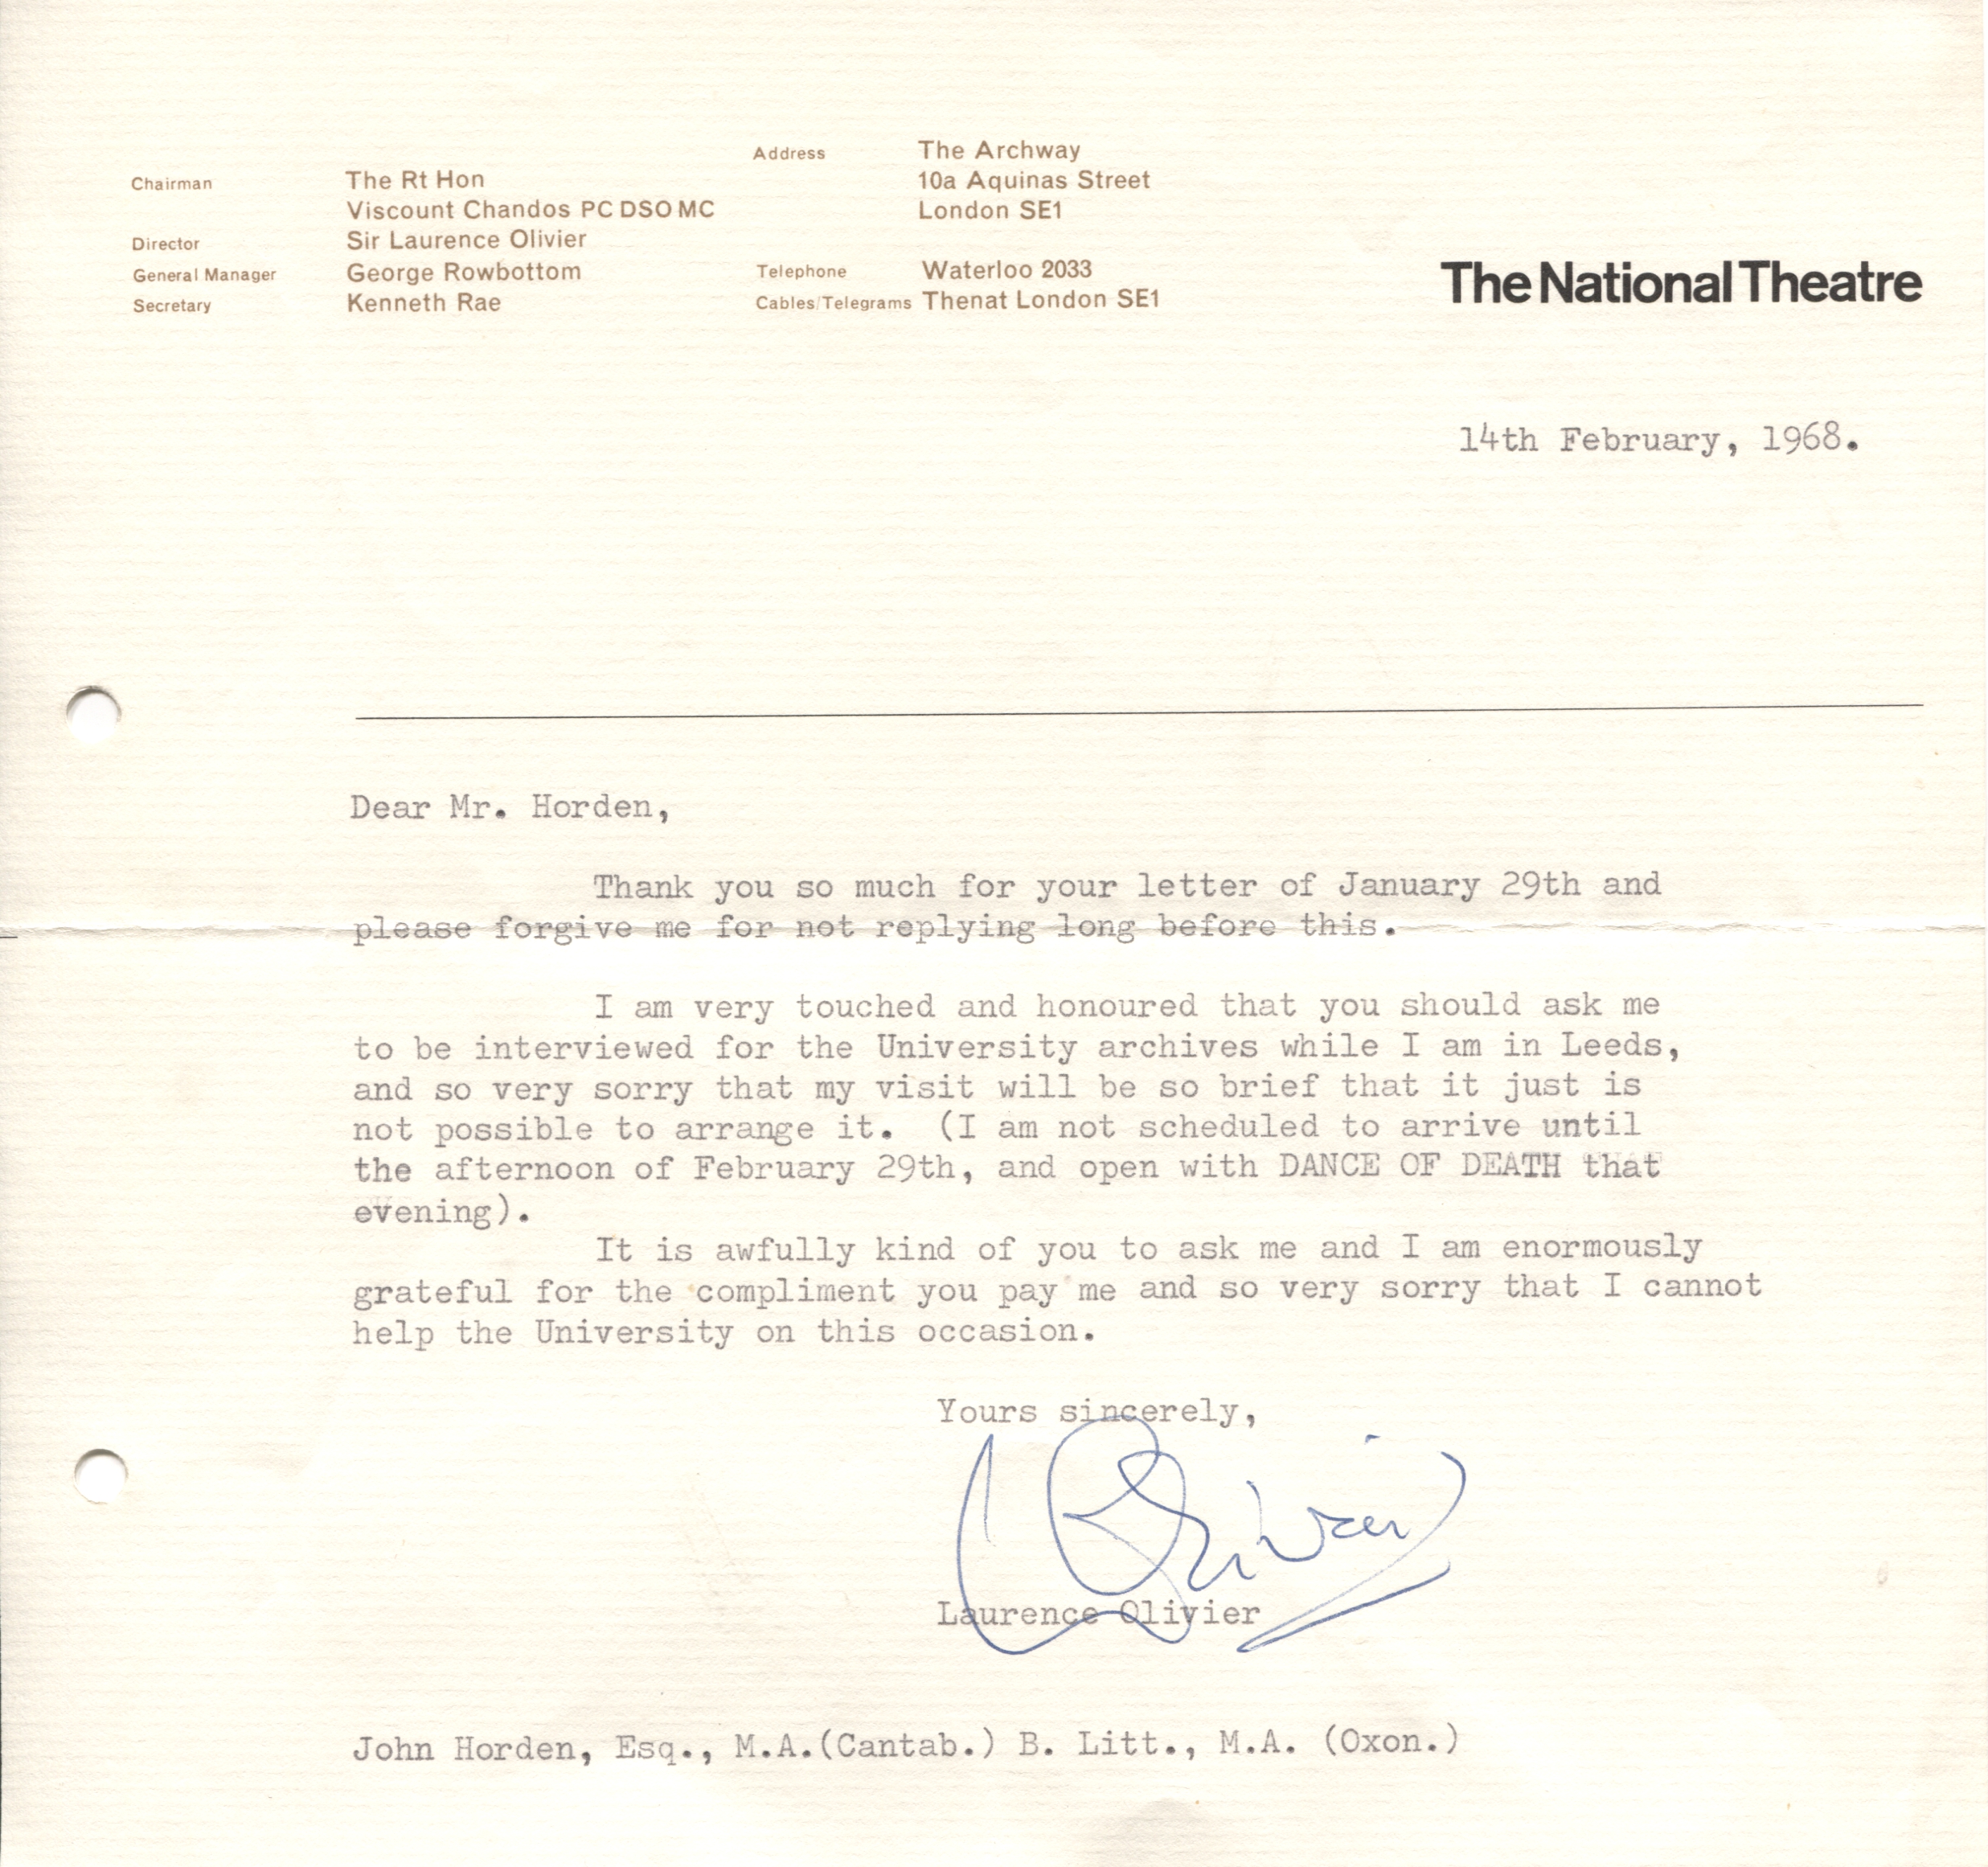 Address The Archway
Chairman The Rt Hon 10a Aquinas Street
Viscount Chandos PC DSO MC London SE1
Director Sir Laurence Olivier
General Manager George Rowbottom Telephone Waterloo 2033
Secretary Kenneth Rae Cables/Telegrams Thenat London SE1
The National Theatre
14th February, 1968.
Dear Mr. Horden,
Thank you so much for your letter of January 29th and
please forgive me for not replying long before this.
I am very touched and honoured that you should ask me
to be interviewed for the University archives while I am in Leeds,
and so very sorry that my visit will be so brief that it just is
not possible to arrange it. (I am not scheduled to arrive until
the afternoon of February 29th, and open with DANCE OF DEATH that
evening).
It is awfully kind of you to ask me and I am enormously
grateful for the compliment you pay me and so very sorry that I cannot
help the University on this occasion.
Yours sincerely,
L Olivier
Laurence Olivier
John Horden, Esq., M.A.(Cantab.) B. Litt., M.A. (Oxon.)